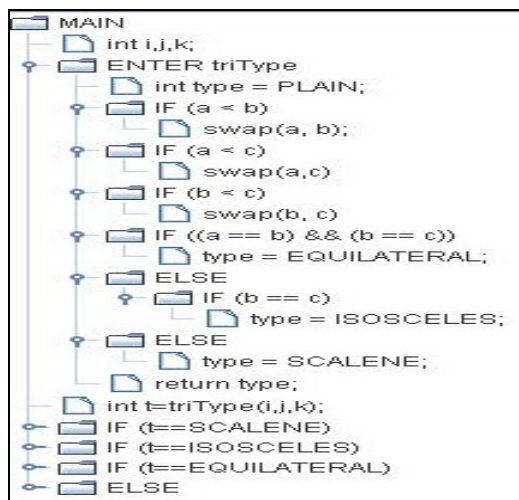 MAIN
int i,j,k;
ENTER triType
int type = PLAIN;
IF (a < b)
swap(a, b);
IF (a < c)
swap(a,c)
IF (b < c)
swap(b, c)
IF ((a == b) && (b == c))
type = EQUILATERAL;
ELSE
IF (b == c)
type = ISOSCELES;
ELSE
type = SCALENE;
return type;
int t=triType(i,j,k);
IF (t==SCALENE)
IF (t==ISOSCELES)
IF (t==EQUILATERAL)
ELSE